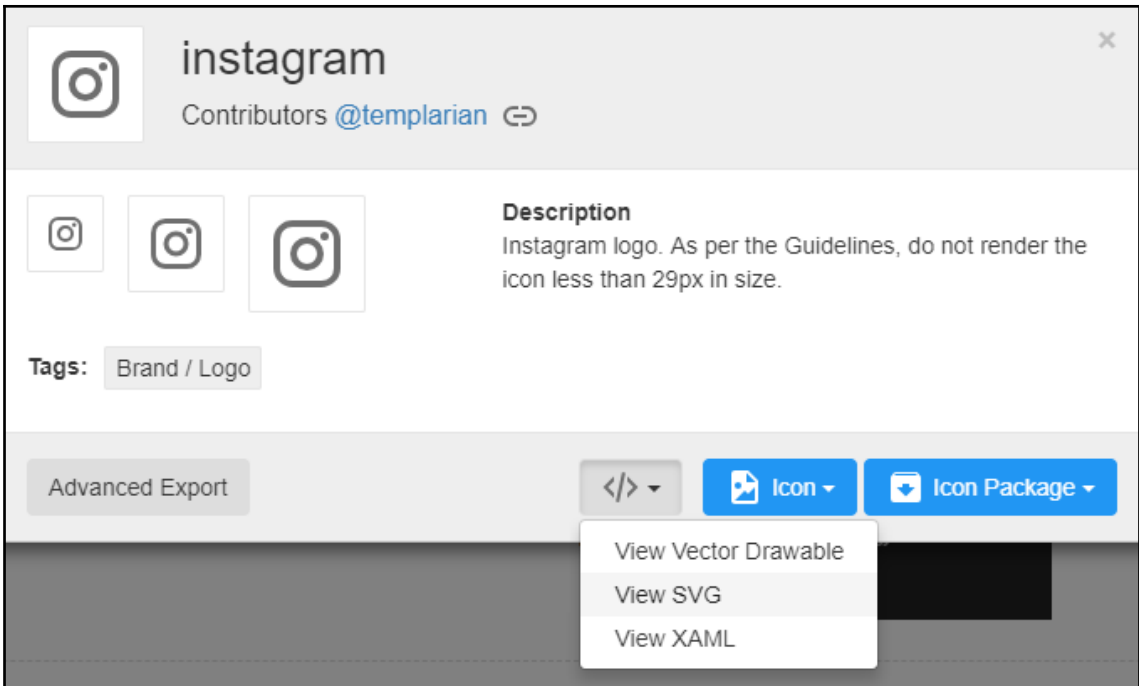 instagram
×
Contributors @templarian
Description
Instagram logo. As per the Guidelines, do not render the
icon less than 29px in size.
Tags: Brand / Logo
Advanced Export
</>
Icon
Icon Package
View Vector Drawable
View SVG
View XAML